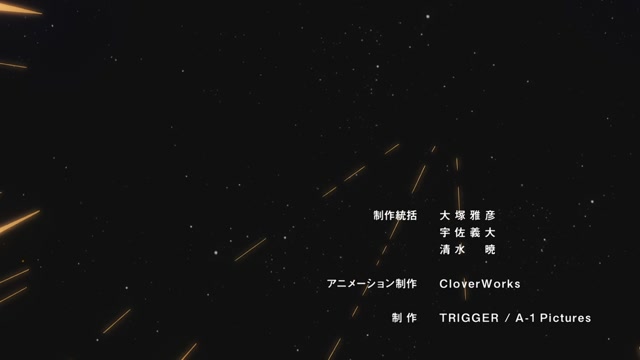 制作統括 大塚雅彦
宇佐義大
清水 暁
アニメーション制作 CloverWorks
制作 TRIGGER / A-1 Pictures